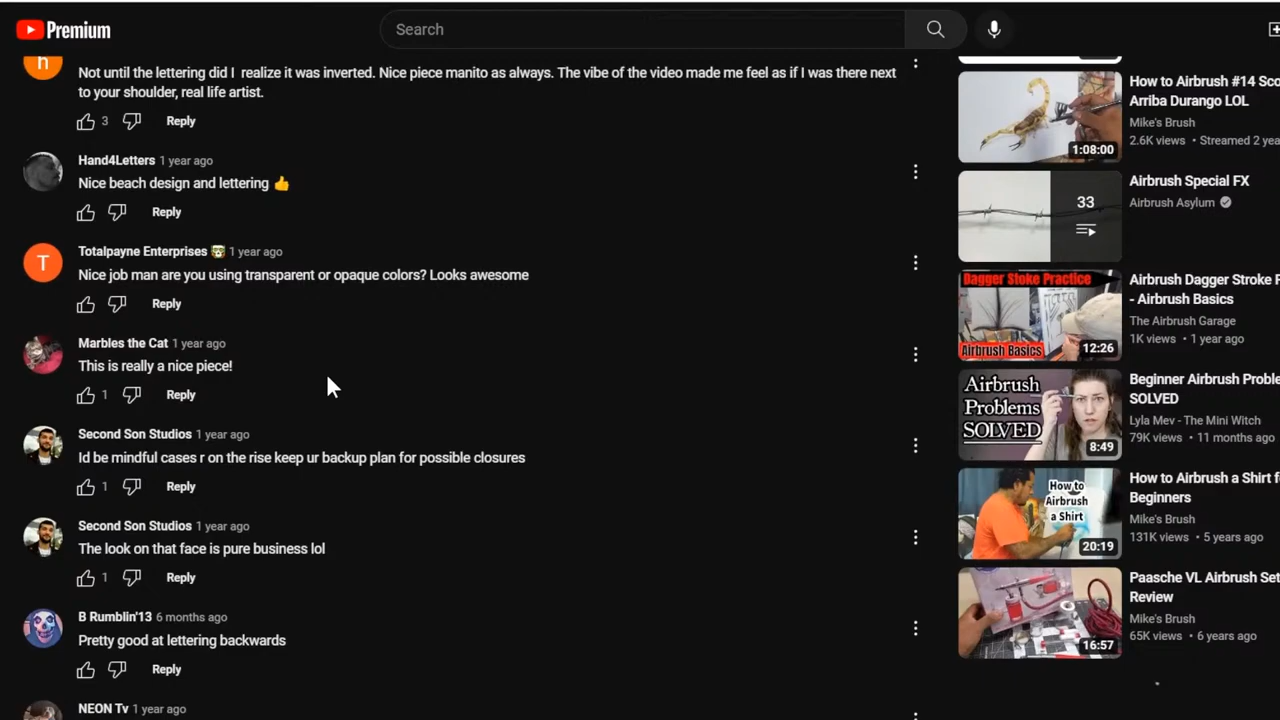 Premium
Search
n
Not until the lettering did I realize it was inverted. Nice piece manito as always. The vibe of the video made me feel as if I was there next
to your shoulder, real life artist.
3
Reply
Hand4Letters 1 year ago
Nice beach design and lettering 👍
Reply
T
Totalpayne Enterprises 1 year ago
Nice job man are you using transparent or opaque colors? Looks awesome
Reply
Marbles the Cat 1 year ago
This is really a nice piece!
1
Reply
Second Son Studios 1 year ago
Id be mindful cases r on the rise keep ur backup plan for possible closures
1
Reply
Second Son Studios 1 year ago
The look on that face is pure business lol
1
Reply
B Rumblin'13 6 months ago
Pretty good at lettering backwards
Reply
NEON Tv 1 year ago
1:08:00
How to Airbrush #14 Sco
Arriba Durango LOL
Mike's Brush
2.6K views • Streamed 2 yea
33
Airbrush Special FX
Airbrush Asylum
Dagger Stoke Practice
Airbrush Basics
12:26
Airbrush Dagger Stroke P
- Airbrush Basics
The Airbrush Garage
1K views • 1 year ago
Airbrush
Problems
SOLVED
8:49
Beginner Airbrush Proble
SOLVED
Lyla Mev - The Mini Witch
79K views • 11 months ago
How to
Airbrush
a Shirt
20:19
How to Airbrush a Shirt fo
Beginners
Mike's Brush
131K views • 5 years ago
16:57
Paasche VL Airbrush Set
Review
Mike's Brush
65K views • 6 years ago